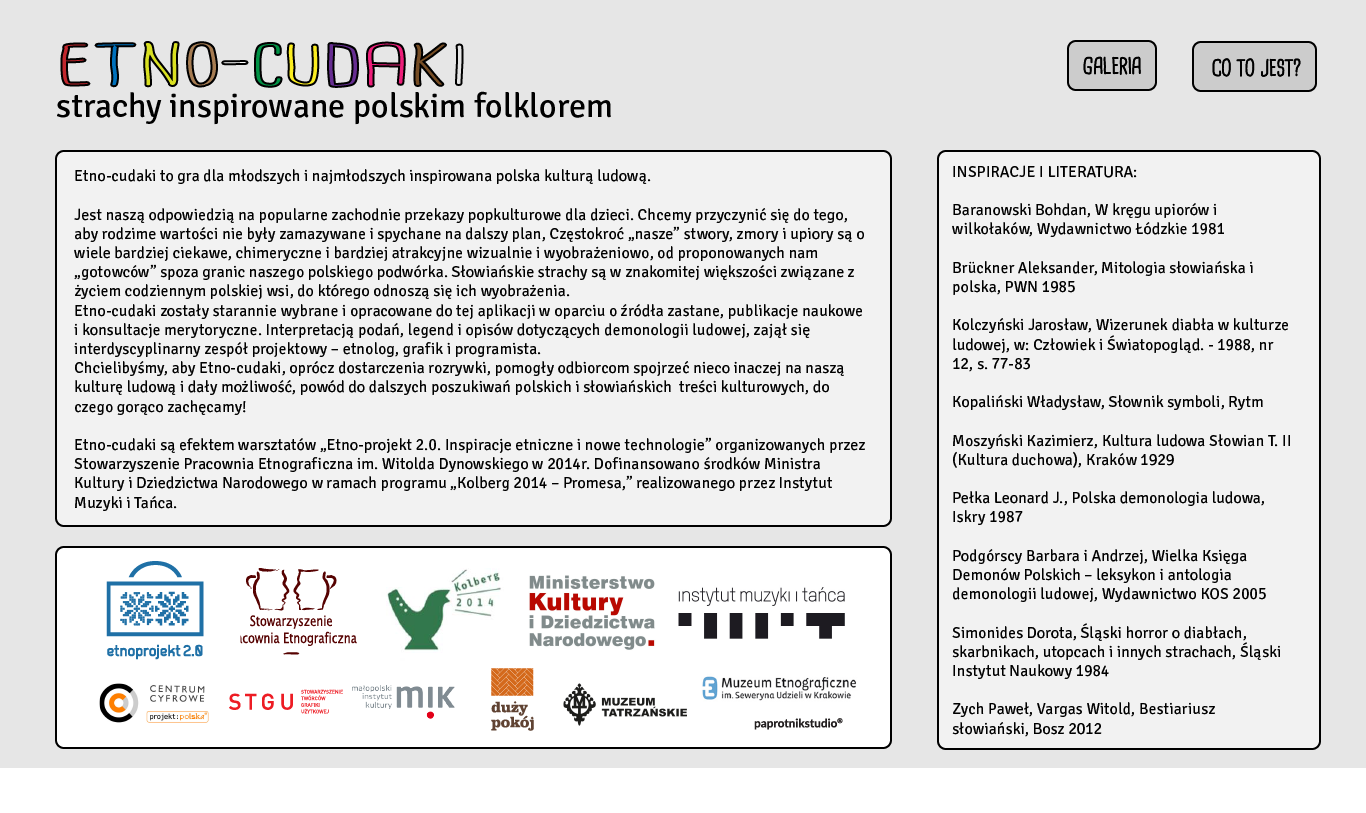 ETNO-CUDAKI
strachy inspirowane polskim folklorem
GALERIA
CO TO JEST?
Etno-cudaki to gra dla młodszych i najmłodszych inspirowana polska kulturą ludową.
Jest naszą odpowiedzią na popularne zachodnie przekazy popkulturowe dla dzieci. Chcemy przyczynić się do tego,
aby rodzime wartości nie były zamazywane i spychane na dalszy plan, Częstokroć „nasze” stwory, zmory i upiory są o
wiele bardziej ciekawe, chimeryczne i bardziej atrakcyjne wizualnie i wyobrażeniowo, od proponowanych nam
„gotowców” spoza granic naszego polskiego podwórka. Słowiańskie strachy są w znakomitej większości związane z
życiem codziennym polskiej wsi, do którego odnoszą się ich wyobrażenia.
Etno-cudaki zostały starannie wybrane i opracowane do tej aplikacji w oparciu o źródła zastane, publikacje naukowe
i konsultacje merytoryczne. Interpretacją podań, legend i opisów dotyczących demonologii ludowej, zajął się
interdyscyplinarny zespół projektowy – etnolog, grafik i programista.
Chcielibyśmy, aby Etno-cudaki, oprócz dostarczenia rozrywki, pomogły odbiorcom spojrzeć nieco inaczej na naszą
kulturę ludową i dały możliwość, powód do dalszych poszukiwań polskich i słowiańskich treści kulturowych, do
czego gorąco zachęcamy!
Etno-cudaki są efektem warsztatów „Etno-projekt 2.0. Inspiracje etniczne i nowe technologie” organizowanych przez
Stowarzyszenie Pracownia Etnograficzna im. Witolda Dynowskiego w 2014r. Dofinansowano środków Ministra
Kultury i Dziedzictwa Narodowego w ramach programu „Kolberg 2014 – Promesa,” realizowanego przez Instytut
Muzyki i Tańca.
INSPIRACJE I LITERATURA:
Baranowski Bohdan, W kręgu upiorów i
wilkołaków, Wydawnictwo Łódzkie 1981
Brückner Aleksander, Mitologia słowiańska i
polska, PWN 1985
Kolczyński Jarosław, Wizerunek diabła w kulturze
ludowej, w: Człowiek i Światopogląd. - 1988, nr
12, s. 77-83
Kopaliński Władysław, Słownik symboli, Rytm
Moszyński Kazimierz, Kultura ludowa Słowian T. II
(Kultura duchowa), Kraków 1929
Pełka Leonard J., Polska demonologia ludowa,
Iskry 1987
Podgórscy Barbara i Andrzej, Wielka Księga
Demonów Polskich – leksykon i antologia
demonologii ludowej, Wydawnictwo KOS 2005
Simonides Dorota, Śląski horror o diabłach,
skarbnikach, utopcach i innych strachach, Śląski
Instytut Naukowy 1984
Zych Paweł, Vargas Witold, Bestiariusz
słowiański, Bosz 2012
etnoprojekt 2.0
Stowarzyszenie
acownia Etnograficzna
Kolberg
2014
Ministerstwo
Kultury
i Dziedzictwa
Narodowego.
instytut muzyki i tańca
CENTRUM
CYFROWE
projekt: polska
STGU
STOWARZYSZENIE
TWÓRCÓW
GRAFIKI
UŻYTKOWEJ
małopolski
instytut
kultury
mik
duży
pokój
M
MUZEUM
TATRZAŃSKIE
Muzeum Etnograficzne
im. Seweryna Udzieli w Krakowie
paprotnikstudio®